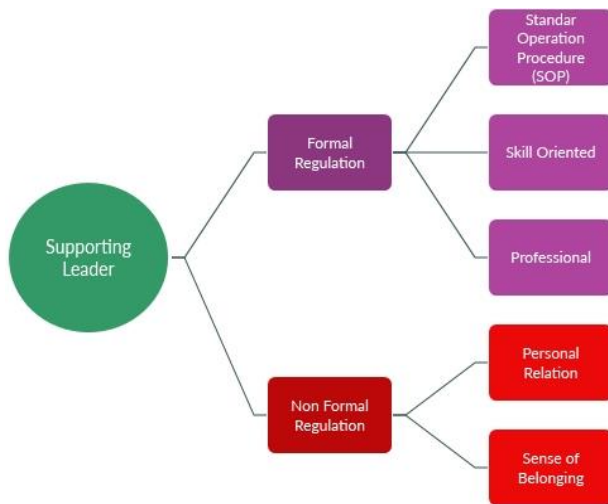 Supporting
Leader
Formal
Regulation
Standar
Operation
Procedure
(SOP)
Skill Oriented
Professional
Non Formal
Regulation
Personal
Relation
Sense of
Belonging